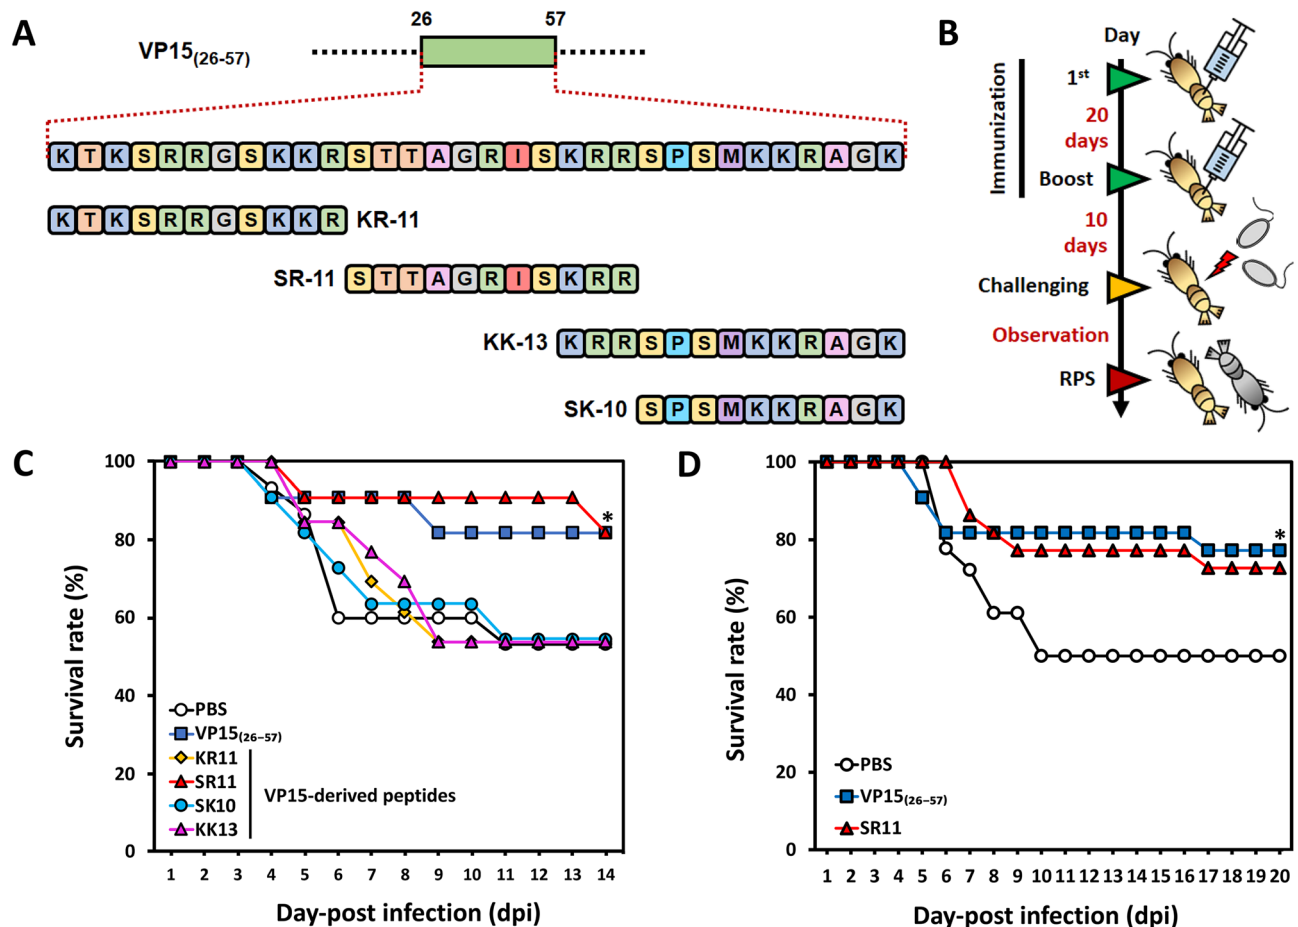 A
26 57
VP15(26-57)
K T K S R R G S K K R S T T A G R I S K R R S P S M K K R A G K
K T K S R R G S K K R KR-11
SR-11 S T T A G R I S K R R
KK-13 K R R S P S M K K R A G K
SK-10 S P S M K K R A G K
B
Day
Immunization
1st
20
days
Boost
10
days
Challenging
Observation
RPS
C
Survival rate (%)
100
80
60
40
20
0
*
PBS
VP15(26-57)
KR11
SR11
SK10
KK13
VP15-derived peptides
1 2 3 4 5 6 7 8 9 10 11 12 13 14
Day-post infection (dpi)
D
Survival rate (%)
100
80
60
40
20
0
*
PBS
VP15(26-57)
SR11
1 2 3 4 5 6 7 8 9 10 11 12 13 14 15 16 17 18 19 20
Day-post infection (dpi)